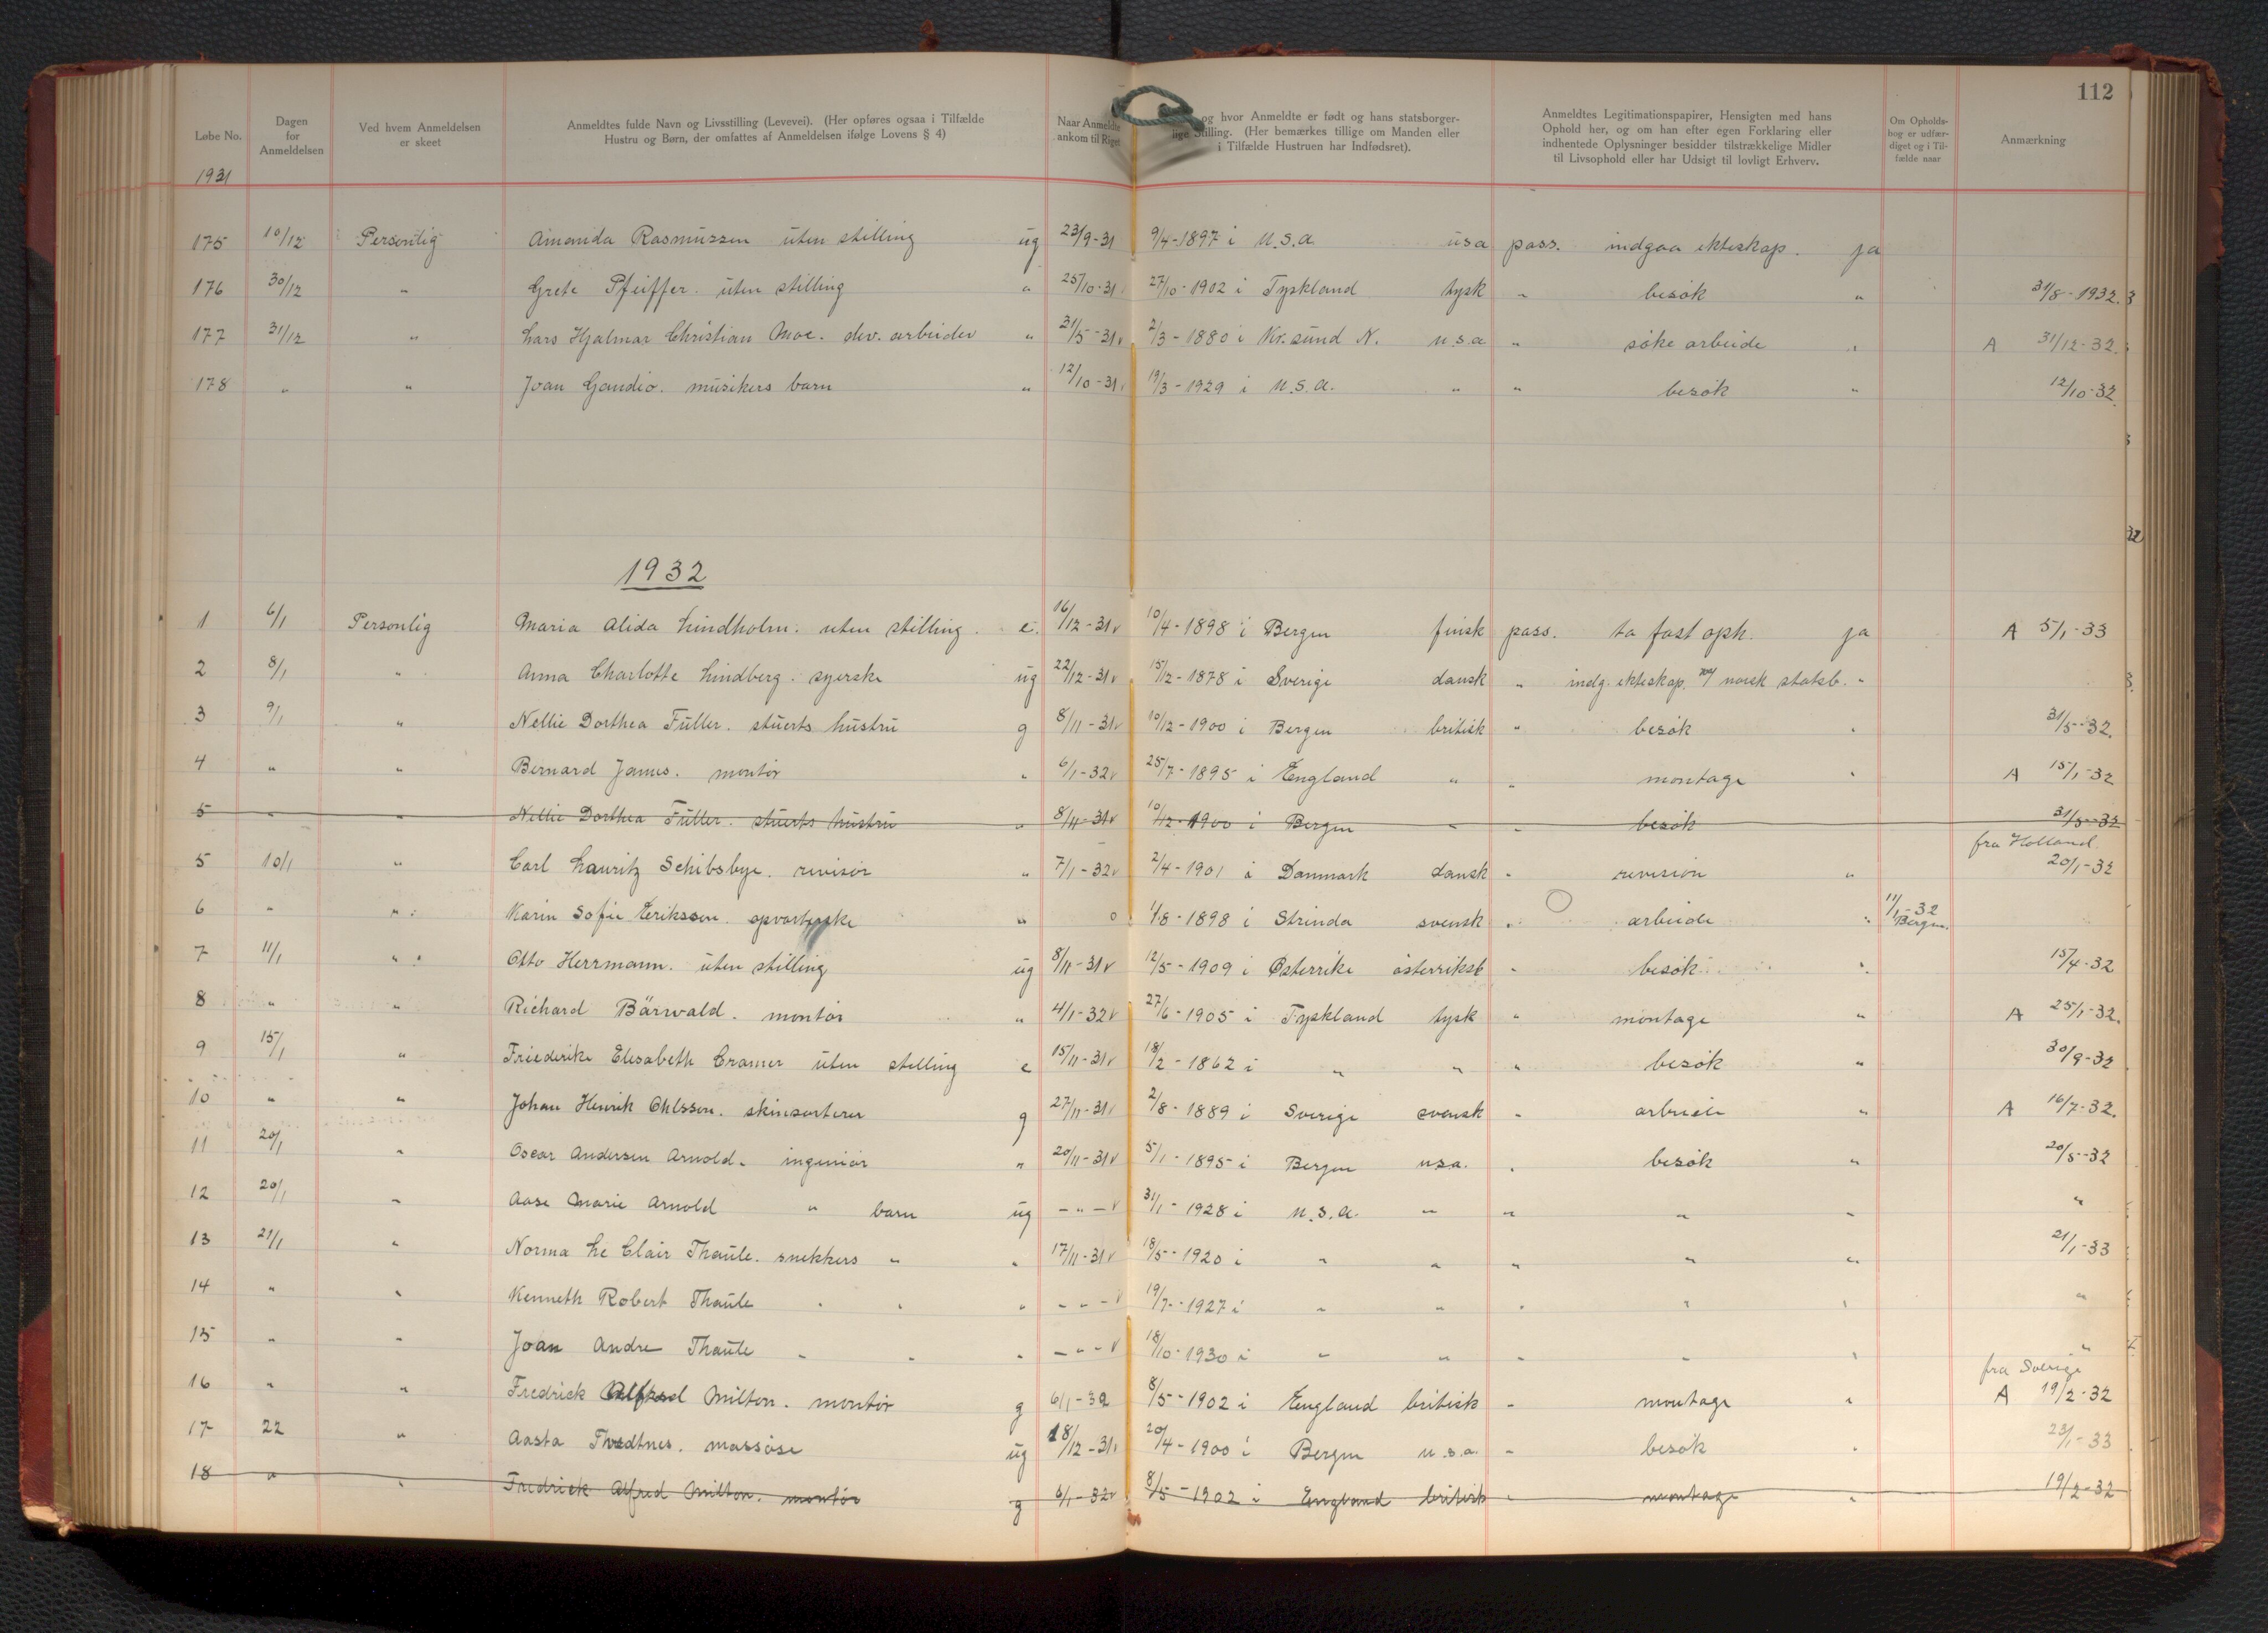 112
Løbe No. Dagen for Anmeldelsen Ved hvem Anmeldelsen er skeet Anmeldtes fulde Navn og Livsstilling (Levevei). (Her opføres ogsaa i Tilfælde Hustru og Børn, der omfattes af Anmeldelsen ifølge Lovens § 4) Naar Anmeldte ankom til Riget og hvor Anmeldte er født og hans statsborgerlige Stilling. (Her bemærkes tillige om Manden eller i Tilfælde Hustruen har Indfødsret). Anmeldtes Legitimationspapirer, Hensigten med hans Ophold her, og om han efter egen Forklaring eller indhentede Oplysninger besidder tilstrækkelige Midler til Livsophold eller har Udsigt til lovligt Erhverv. Om Opholds-bog er udfær-diget og i Til-fælde naar Anmærkning
1931
175 10/12 Personlig Amanda Rasmussen uten stilling ug 23/9-31 9/4-1897 i U.S.A. usa pass. indgaa ekteskap. ja
176 30/12 " Grete Pfeiffer. uten stilling " 25/10-31 27/10-1902 i Tyskland tysk " besøk " 31/8-1932.
177 31/12 " Lars Hjalmar Christian Moe. div. arbeider " 21/5-31 v 2/3-1880 i Kr.sund N. u.s.a " søke arbeide " A 31/12-32.
178 " " Joan Gandio. musikers barn " 12/10-31 v 19/3-1929 i U.S.A. " " besøk " 12/10-32.
1932
1 6/1 Personlig Maria Alida Lindholm. uten stilling. e. 16/12-31 v 10/4-1898 i Bergen finsk pass. ta fast oph. ja A 5/1-33
2 8/1 " Anna Charlotte Lindberg. syerske ug 22/12-31 v 15/12-1878 i Sverige dansk " indg. ekteskap. m/ norsk statsb. "
3 9/1 " Nellie Dorthea Fuller. stuerts hustru g 8/11-31 v 10/12-1900 i Bergen britisk " besøk " 31/5-32.
4 " " Bernard James. montør " 6/1-32 v 25/7-1895 i England " " montage " A 15/1-32
5 " " Nellie Dorthea Fuller. stuerts hustru " 8/11-31 v 10/12-1900 i Bergen " " besøk 31/5-32
fra Holland
5 10/1 " Carl Lauritz Schibsbye. revisor " 7/1-32 v 2/4-1901 i Danmark dansk " revision " 20/1-32
6 " " Karin Sofie Eriksson. opvarterske " 0 1/8-1898 i Strinda svensk " arbeide " 11/1-32 Bergen.
7 11/1 " Otto Herrmann. uten stilling ug 8/11-31 v 12/5-1909 i Østerrike østerriksk " besøk " 15/4-32
8 " " Richard Bärwald. montør " 4/1-32 v 27/6-1905 i Tyskland tysk " montage " A 25/1-32.
9 15/1 " Friederike Elisabeth Cramer uten stilling e 15/11-31 v 18/2-1862 i " " " besøk " 30/9-32
10 " " Johan Henrik Ohlsson. skinsorterer g 27/11-31 v 2/8-1889 i Sverige svensk " arbeide " A 16/7-32.
11 20/1 " Oscar Andersen Arnold. ingeniør " 20/11-31 v 5/1-1895 i Bergen usa. " besøk " 20/5-32
12 20/1 " Aase Marie Arnold " barn ug - " - v 31/1-1928 i U.S.A. " " " " "
13 21/1 " Norma Le Clair Thaule. snekkers " " 17/11-31 v 18/5-1920 i " " " " " 21/1-33
14 " " Kenneth Robert Thaule " " " - " - v 19/7-1927 i " " " " " "
15 " " Joan Andre Thaule " " " - " - v 18/10-1930 i " " " " " "
fra Sverige
16 " " Fredrick Alfred Milton. montør g 6/1-32 8/5-1902 i England britisk " montage " A 19/2-32
17 22 " Aasta Thvedtnes. massøse ug 18/12-31 v 20/4-1900 i Bergen u.s.a. " besøk " 23/1-33
18 " " Fredrick Alfred Milton. montør g 6/1-32 v 8/5-1902 i England britisk " montage " 19/2-32